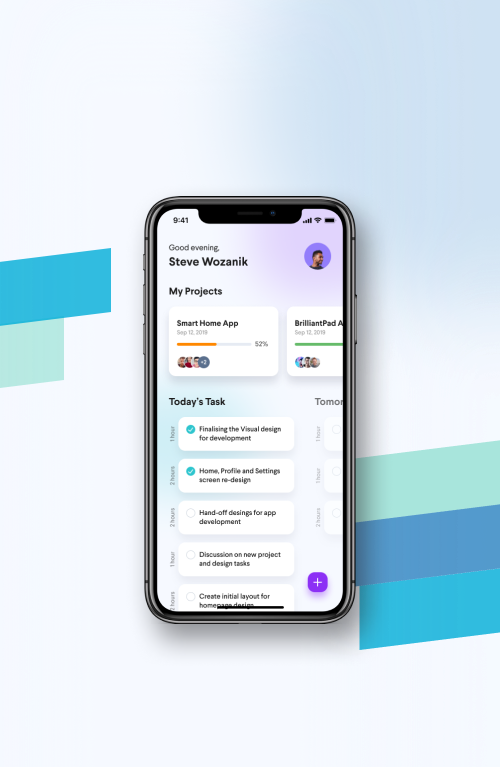 9:41
Good evening,
Steve Wozanik
My Projects
Smart Home App
Sep 12, 2019
52%
+2
BrilliantPad A
Sep 12, 2019
Today's Task
Tomor
1 hour
Finalising the Visual design
for development
1 hour
2 hours
Home, Profile and Settings
screen re-design
1 hour
2 hours
Hand-off desings for app
development
2 hours
1 hour
Discussion on new project
and design tasks
2 hours
Create initial layout for
homepage design